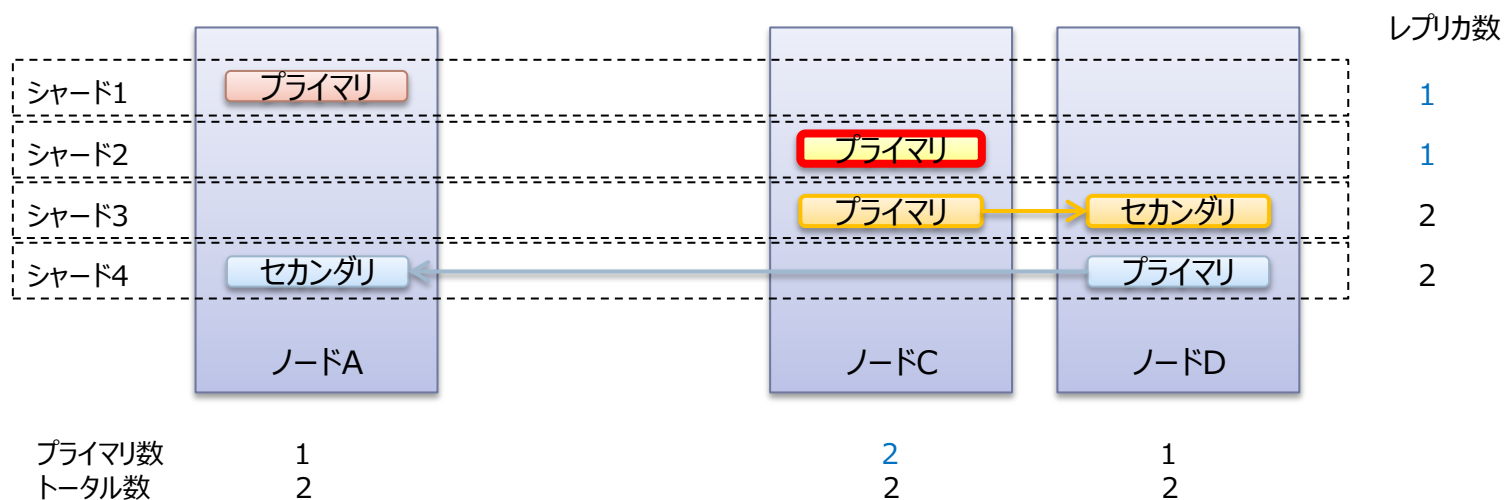 レプリカ数
シャード1 プライマリ 1
シャード2 プライマリ 1
シャード3 プライマリ セカンダリ 2
シャード4 セカンダリ プライマリ 2
ノードA ノードC ノードD
プライマリ数 1 2 1
トータル数 2 2 2